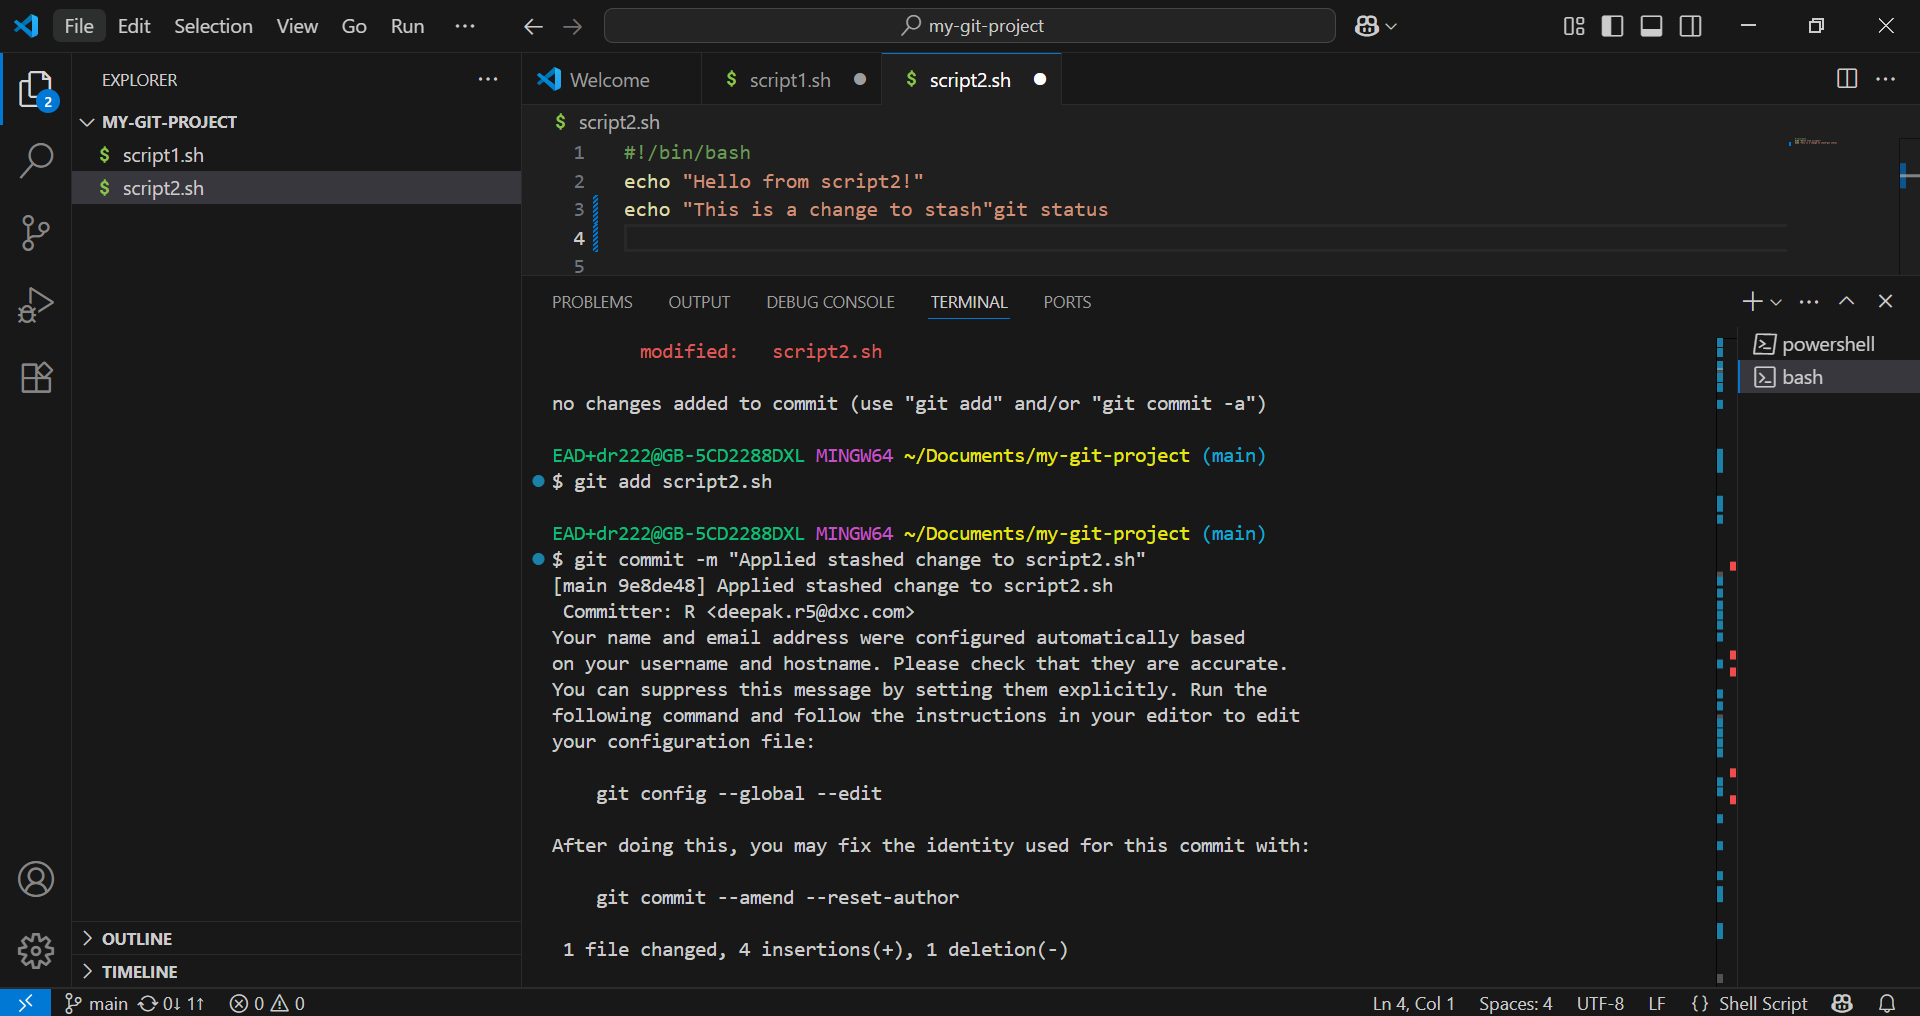 File Edit Selection View Go Run ··· my-git-project
2
EXPLORER ···
MY-GIT-PROJECT
$ script1.sh
$ script2.sh
OUTLINE
TIMELINE
Welcome $ script1.sh $ script2.sh ···
$ script2.sh
1 #!/bin/bash
2 echo "Hello from script2!"
3 echo "This is a change to stash"git status
4
5
PROBLEMS OUTPUT DEBUG CONSOLE TERMINAL PORTS ···
modified:   script2.sh
no changes added to commit (use "git add" and/or "git commit -a")
EAD+dr222@GB-5CD2288DXL MINGW64 ~/Documents/my-git-project (main)
$ git add script2.sh
EAD+dr222@GB-5CD2288DXL MINGW64 ~/Documents/my-git-project (main)
$ git commit -m "Applied stashed change to script2.sh"
[main 9e8de48] Applied stashed change to script2.sh
Committer: R <deepak.r5@dxc.com>
Your name and email address were configured automatically based
on your username and hostname. Please check that they are accurate.
You can suppress this message by setting them explicitly. Run the
following command and follow the instructions in your editor to edit
your configuration file:
git config --global --edit
After doing this, you may fix the identity used for this commit with:
git commit --amend --reset-author
1 file changed, 4 insertions(+), 1 deletion(-)
powershell
bash
main 0↓ 1↑ 0 0 Ln 4, Col 1 Spaces: 4 UTF-8 LF {} Shell Script